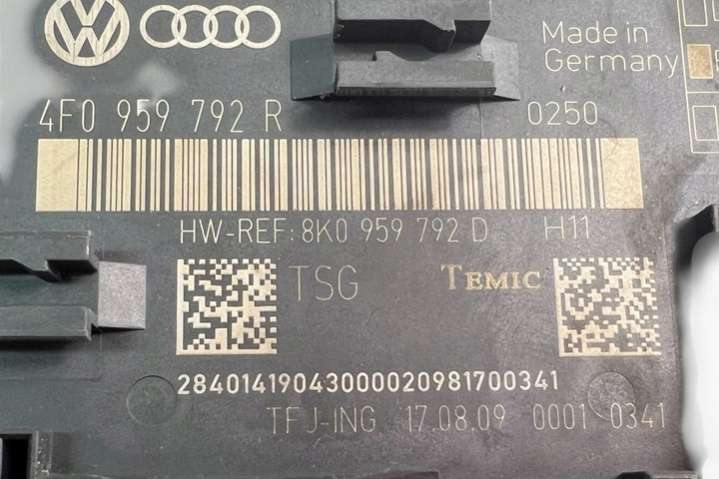 Made in
Germany
4F0 959 792 R
0250
HW-REF: 8K0 959 792 D H11
TSG
TEMIC
28401419043000020981700341
TFJ-ING 17.08.09 0001 0341